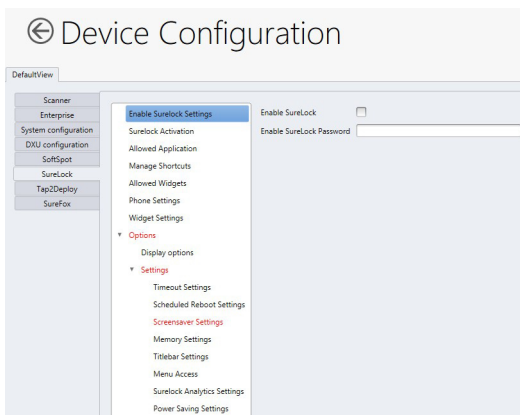 Device Configuration
DefaultView
Scanner
Enterprise
System configuration
DXU configuration
SoftSpot
SureLock
Tap2Deploy
SureFox
Enable Surelock Settings
Surelock Activation
Allowed Application
Manage Shortcuts
Allowed Widgets
Phone Settings
Widget Settings
Options
Display options
Settings
Timeout Settings
Scheduled Reboot Settings
Screensaver Settings
Memory Settings
Titlebar Settings
Menu Access
Surelock Analytics Settings
Power Saving Settings
Enable SureLock
Enable SureLock Password